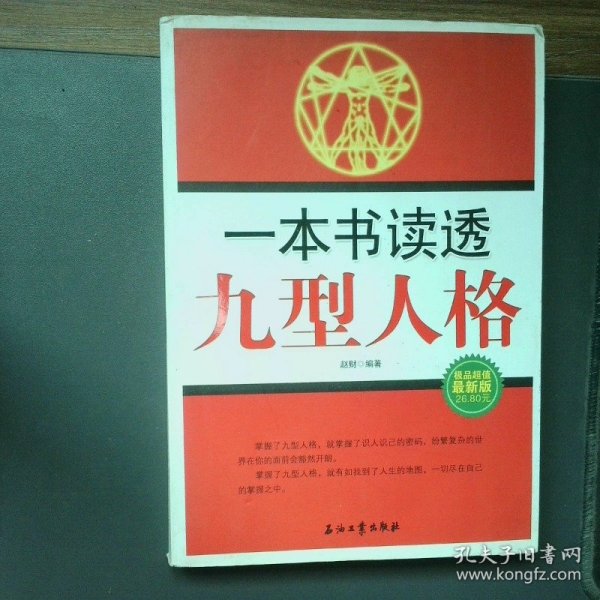 一本书读透
九型人格
赵财◎编著
极品超值
最新版
26.80元
掌握了九型人格，就掌握了识人识己的密码，纷繁复杂的世
界在你的面前会豁然开朗。
掌握了九型人格，就有如找到了人生的地图，一切尽在自己
的掌握之中。
石油工业出版社
孔夫子旧书网
www.kongfz.com